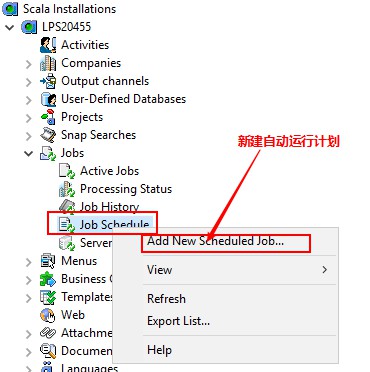 Scala Installations
LPS20455
Activities
Companies
Output channels
User-Defined Databases
Projects
Snap Searches
新建自动运行计划
Jobs
Active Jobs
Processing Status
Job History
Job Schedule
Server
Add New Scheduled Job...
Menus
View
Business C
Templates
Refresh
Web
Export List...
Attachme
Documen
Help
Languages